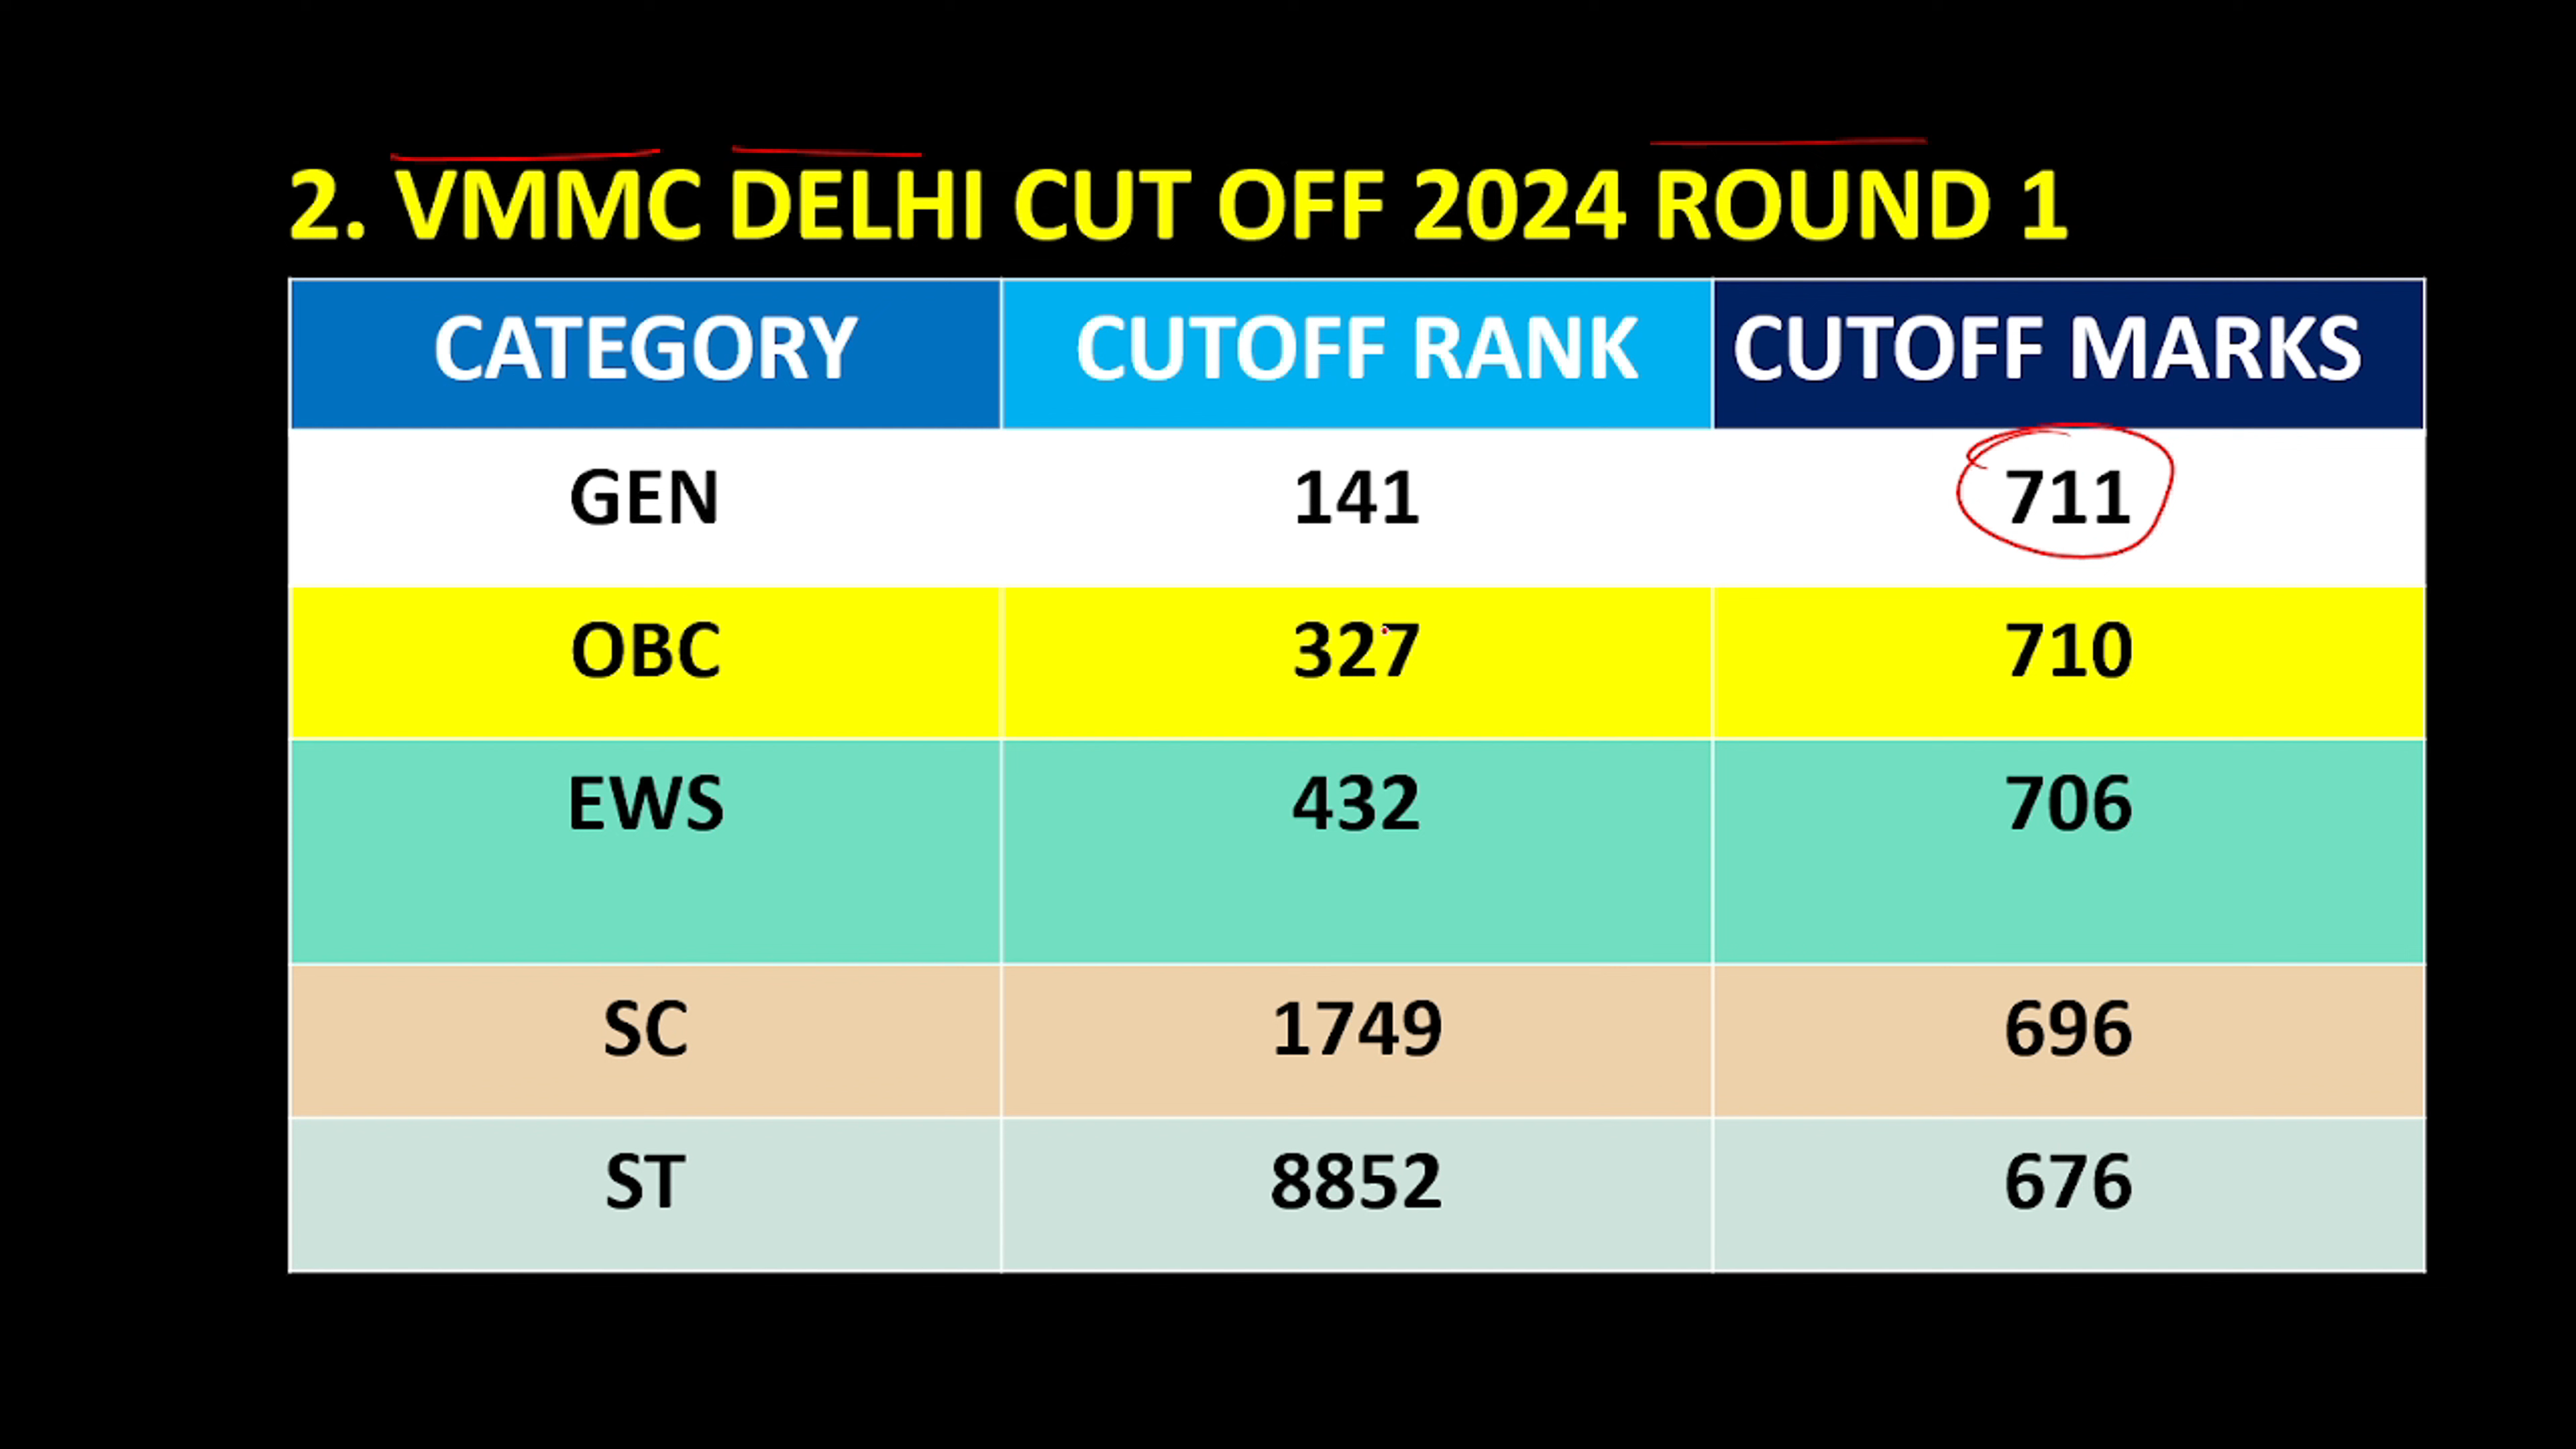 2. VMMC DELHI CUT OFF 2024 ROUND 1
CATEGORY CUTOFF RANK CUTOFF MARKS
GEN 141 711
OBC 327 710
EWS 432 706
SC 1749 696
ST 8852 676